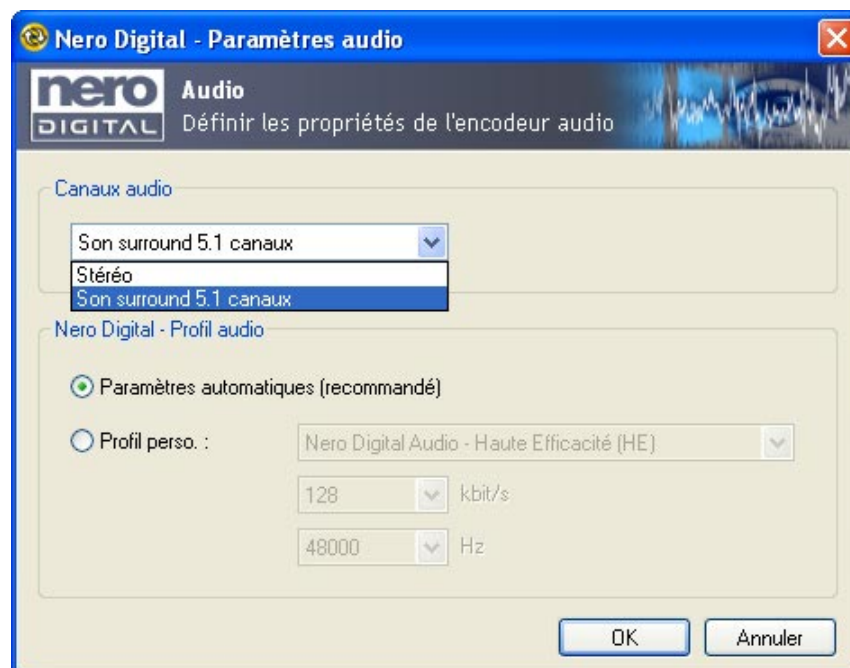 Nero Digital - Paramètres audio
nero
DIGITAL
Audio
Définir les propriétés de l'encodeur audio
Canaux audio
Son surround 5.1 canaux
Stéréo
Son surround 5.1 canaux
Nero Digital - Profil audio
Paramètres automatiques (recommandé)
Profil perso. :
Nero Digital Audio - Haute Efficacité (HE)
128 kbit/s
48000 Hz
OK Annuler